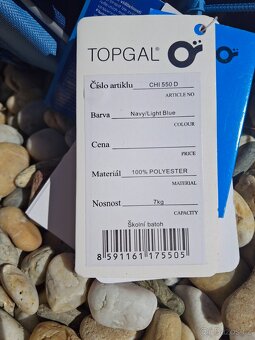 TOPGAL
Číslo artiklu CHI 550 D
ARTICLE NO
Barva Navy/Light Blue
COLOUR
Cena
PRICE
Materiál 100% POLYESTER
MATERIAL
Nosnost 7kg
CAPACITY
Školní batoh
8 591161 175505